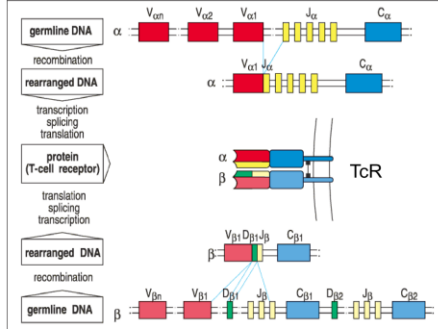 Vαn Vα2 Vα1 Jα Cα
germline DNA α
recombination
Vα1 Jα Cα
rearranged DNA α
transcription
splicing
translation
protein
(T-cell receptor)
α
β
TcR
translation
splicing
transcription
Vβ1 Dβ1 Jβ Cβ1
rearranged DNA β
recombination
Vβn Vβ1 Dβ1 Jβ Cβ1 Dβ2 Jβ Cβ2
germline DNA β